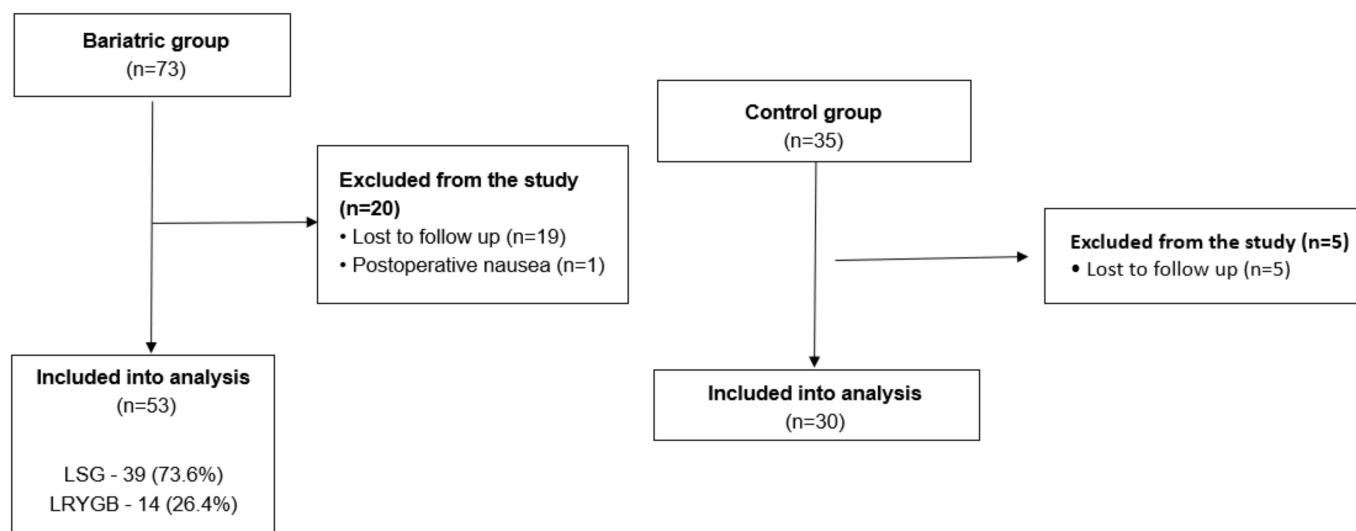 Bariatric group
(n=73)
Excluded from the study
(n=20)
• Lost to follow up (n=19)
• Postoperative nausea (n=1)
Included into analysis
(n=53)
LSG - 39 (73.6%)
LRYGB - 14 (26.4%)
Control group
(n=35)
Excluded from the study (n=5)
• Lost to follow up (n=5)
Included into analysis
(n=30)